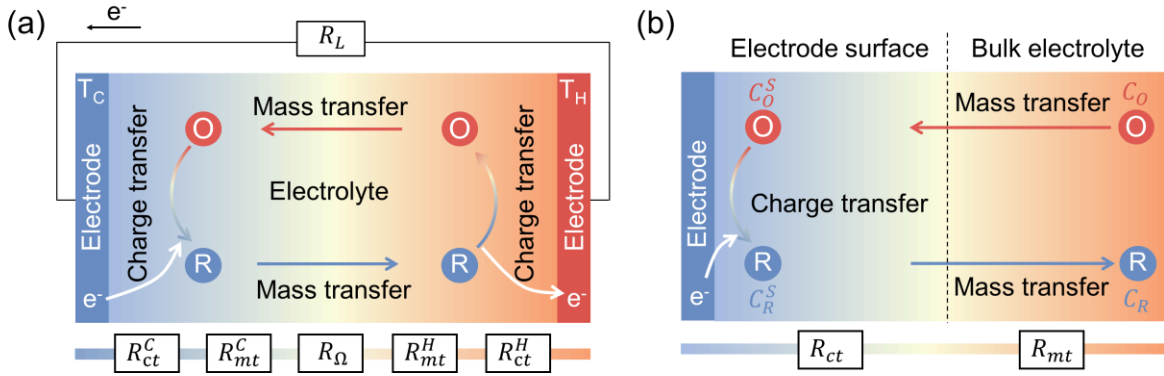 (a)
e-
R_L
T_C
T_H
Electrode
Charge transfer
O
Mass transfer
O
Charge transfer
Electrode
Electrolyte
R
Mass transfer
R
e-
e-
R_ct^C
R_mt^C
R_Ω
R_mt^H
R_ct^H
(b)
Electrode surface
Bulk electrolyte
Electrode
C_O^S
O
Mass transfer
C_O
O
Charge transfer
e-
R
C_R^S
Mass transfer
R
C_R
R_ct
R_mt